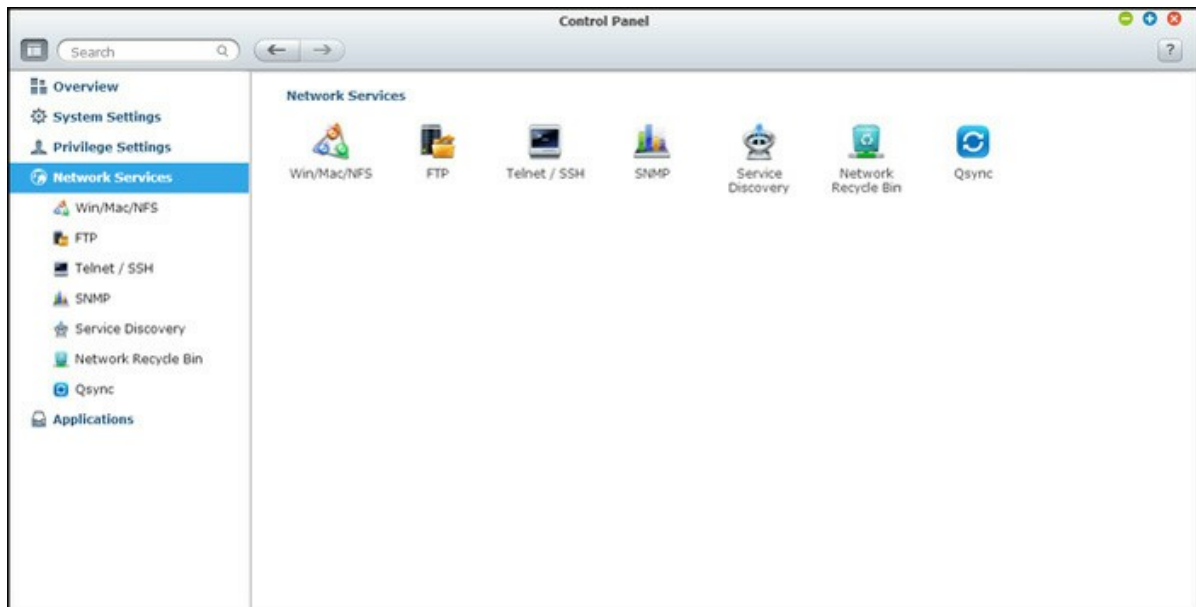 Control Panel
Search
?
Overview
System Settings
Privilege Settings
Network Services
Win/Mac/NFS
FTP
Telnet / SSH
SNMP
Service Discovery
Network Recycle Bin
Qsync
Applications
Network Services
Win/Mac/NFS
FTP
Telnet / SSH
SNMP
Service
Discovery
Network
Recycle Bin
Qsync